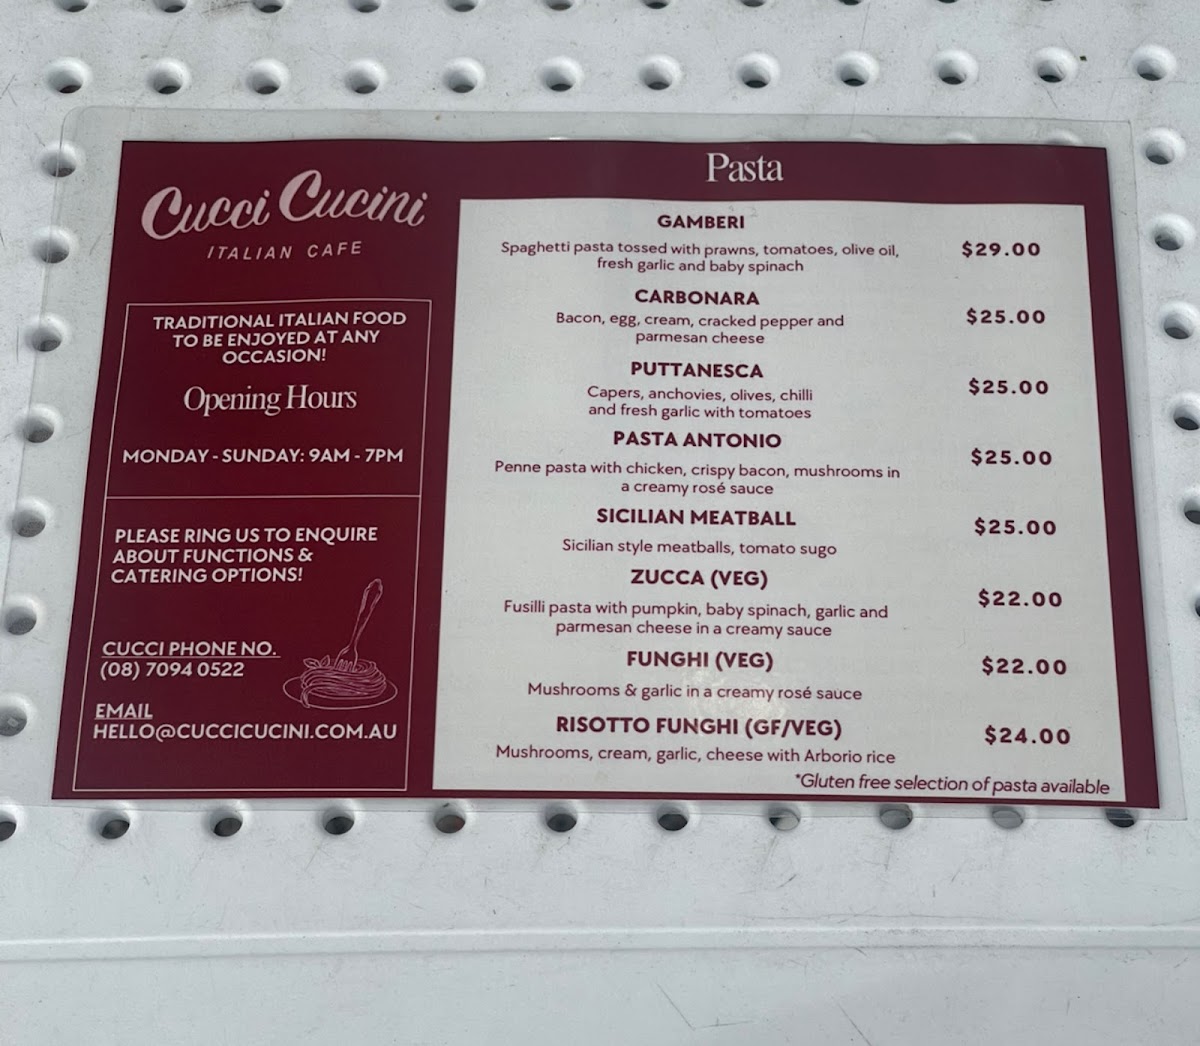 Cucci Cucini
ITALIAN CAFE
TRADITIONAL ITALIAN FOOD
TO BE ENJOYED AT ANY
OCCASION!
Opening Hours
MONDAY - SUNDAY: 9AM - 7PM
PLEASE RING US TO ENQUIRE
ABOUT FUNCTIONS &
CATERING OPTIONS!
CUCCI PHONE NO.
(08) 7094 0522
EMAIL
HELLO@CUCCICUCINI.COM.AU
Pasta
GAMBERI
Spaghetti pasta tossed with prawns, tomatoes, olive oil,
fresh garlic and baby spinach
$29.00
CARBONARA
Bacon, egg, cream, cracked pepper and
parmesan cheese
$25.00
PUTTANESCA
Capers, anchovies, olives, chilli
and fresh garlic with tomatoes
$25.00
PASTA ANTONIO
Penne pasta with chicken, crispy bacon, mushrooms in
a creamy rosé sauce
$25.00
SICILIAN MEATBALL
Sicilian style meatballs, tomato sugo
$25.00
ZUCCA (VEG)
Fusilli pasta with pumpkin, baby spinach, garlic and
parmesan cheese in a creamy sauce
$22.00
FUNGHI (VEG)
Mushrooms & garlic in a creamy rosé sauce
$22.00
RISOTTO FUNGHI (GF/VEG)
Mushrooms, cream, garlic, cheese with Arborio rice
$24.00
*Gluten free selection of pasta available